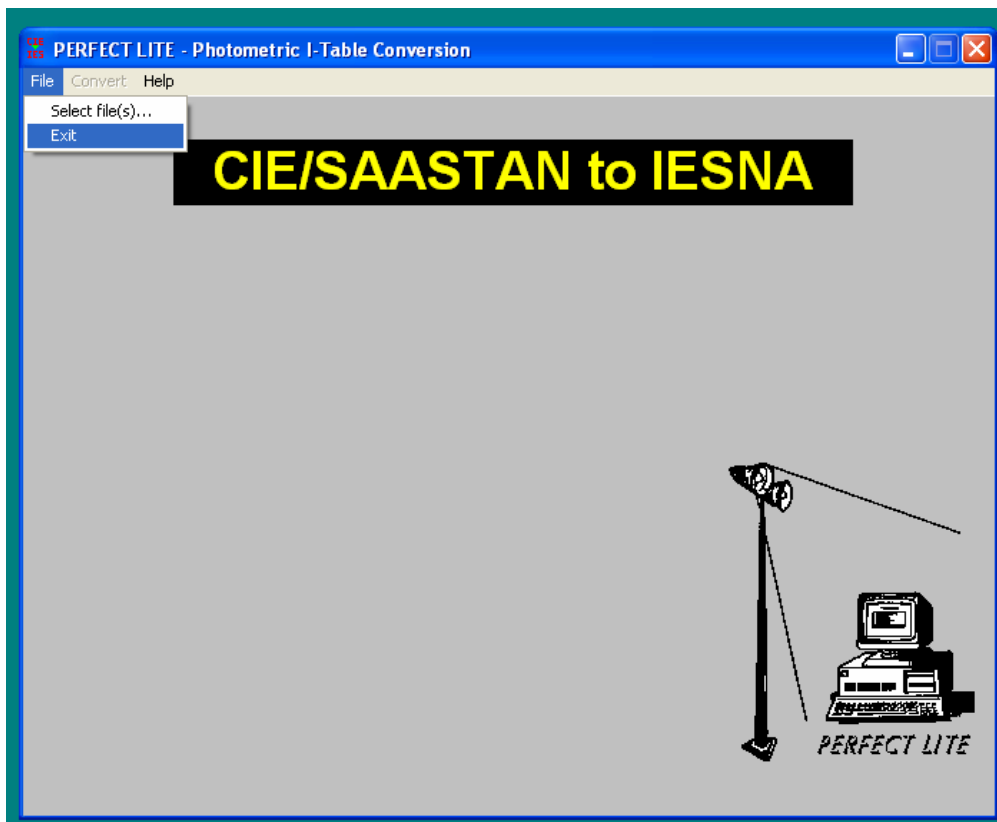 PERFECT LITE - Photometric I-Table Conversion
File Convert Help
Select file(s)...
Exit
CIE/SAASTAN to IESNA
PERFECT LITE